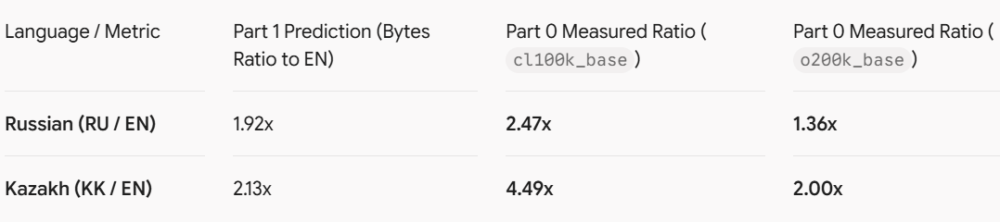 Language / Metric
Part 1 Prediction (Bytes
Ratio to EN)
Part 0 Measured Ratio (
cl100k_base)
Part 0 Measured Ratio (
o200k_base)
Russian (RU / EN)
1.92x
2.47x
1.36x
Kazakh (KK / EN)
2.13x
4.49x
2.00x